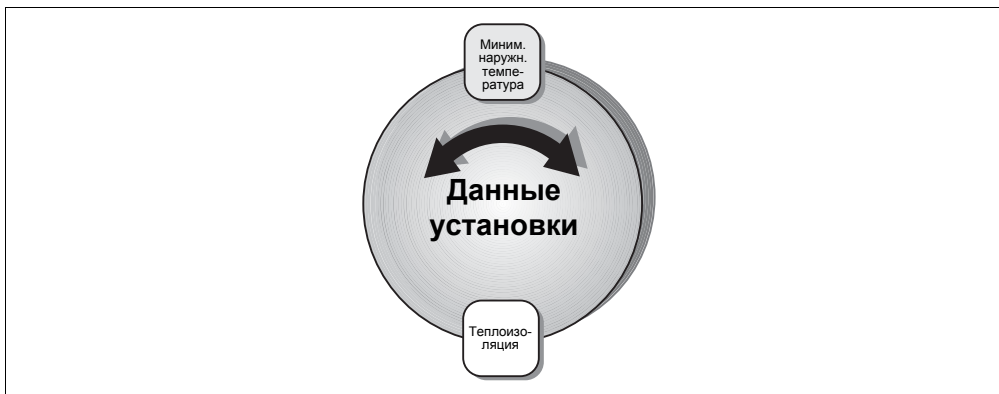 Миним.
наружн.
темпе-
ратура
Данные
установки
Теплоизо-
ляция